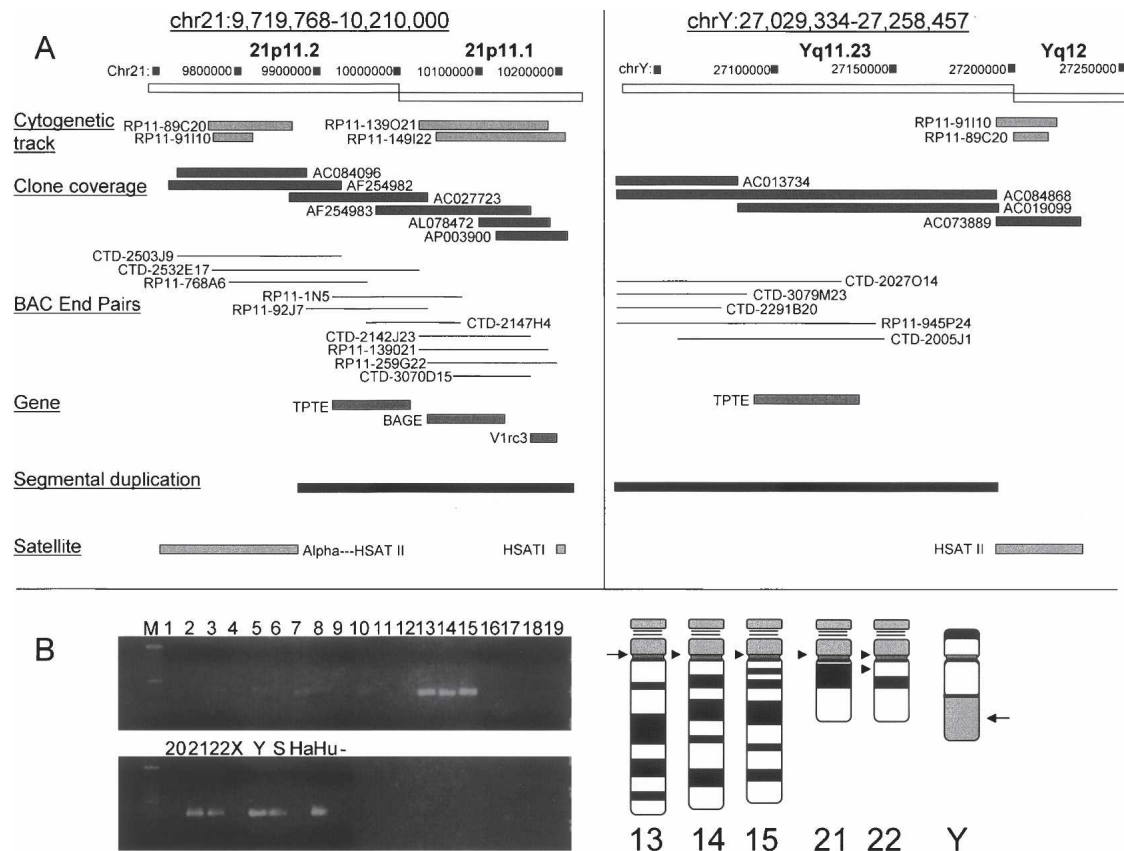 chr21:9,719,768-10,210,000
chrY:27,029,334-27,258,457
A
21p11.2
21p11.1
Yq11.23
Yq12
Chr21:
9800000
9900000
10000000
10100000
10200000
chrY:
27100000
27150000
27200000
27250000
Cytogenetic
track
RP11-89C20
RP11-91I10
RP11-139O21
RP11-149I22
RP11-91I10
RP11-89C20
Clone coverage
AC084096
AF254982
AC027723
AF254983
AL078472
AP003900
AC013734
AC084868
AC019099
AC073889
BAC End Pairs
CTD-2503J9
CTD-2532E17
RP11-768A6
RP11-1N5
RP11-92J7
CTD-2147H4
CTD-2142J23
RP11-139021
RP11-259G22
CTD-3070D15
CTD-2027O14
CTD-3079M23
CTD-2291B20
RP11-945P24
CTD-2005J1
Gene
TPTE
BAGE
V1rc3
TPTE
Segmental duplication
Satellite
Alpha---HSAT II
HSATI
HSAT II
B
M 1 2 3 4 5 6 7 8 9 10 11 12 13 14 15 16 17 18 19
20 21 22 X Y S Ha Hu -
13 14 15 21 22 Y